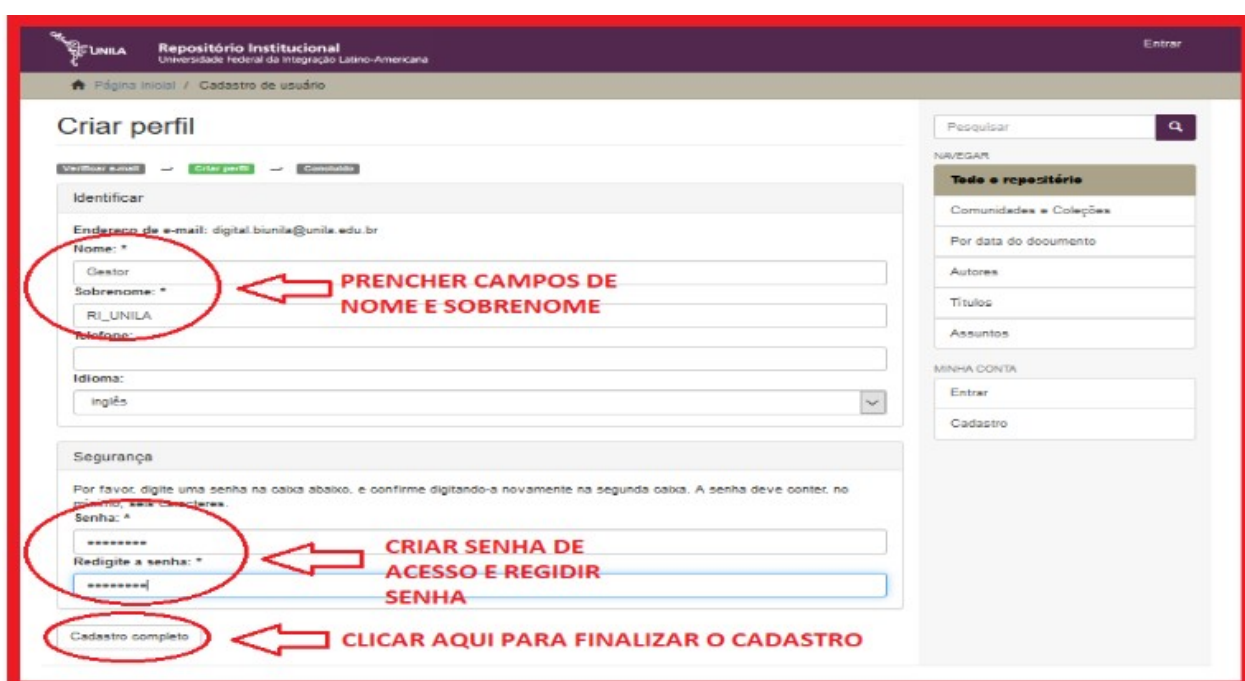 UNILA
Repositório Institucional
Universidade Federal da Integração Latino-Americana
Entrar
Página inicial / Cadastro de usuário
Criar perfil
Verificar e-mail → Criar perfil → Concluído
Identificar
Endereço de e-mail: digital.biunila@unila.edu.br
Nome: *
Gestor
Sobrenome: *
RI_UNILA
Telefone:
Idioma:
Inglês
PRENCHER CAMPOS DE
NOME E SOBRENOME
Segurança
Por favor, digite uma senha na caixa abaixo, e confirme digitando-a novamente na segunda caixa. A senha deve conter, no
mínimo, seis caracteres.
Senha: *
********
Redigite a senha: *
********
CRIAR SENHA DE
ACESSO E REGIDIR
SENHA
Cadastro completo
CLICAR AQUI PARA FINALIZAR O CADASTRO
Pesquisar
NAVEGAR
Todo o repositório
Comunidades e Coleções
Por data do documento
Autores
Títulos
Assuntos
MINHA CONTA
Entrar
Cadastro